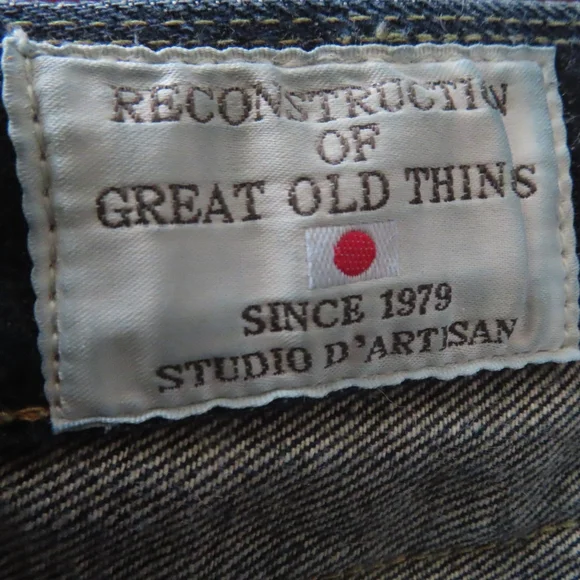 RECONSTRUCTIN
OF
GREAT OLD THINS
SINCE 1979
STUDIO D'ARTISAN